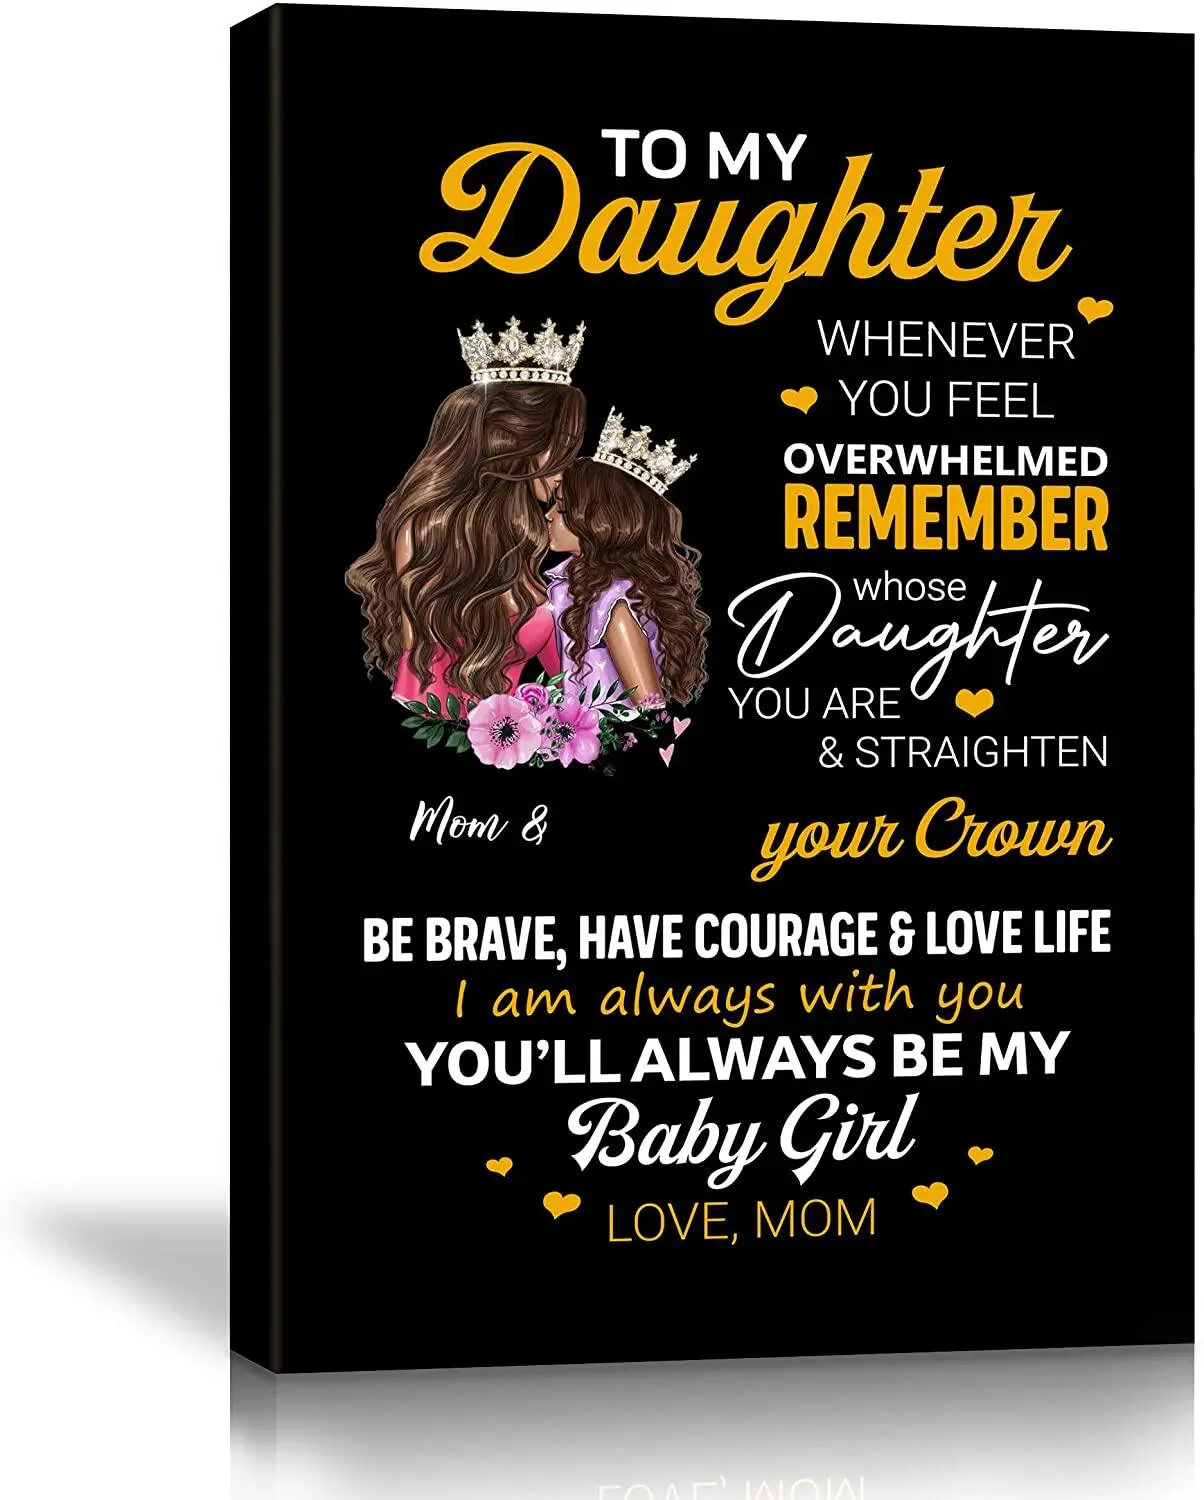 TO MY
Daughter
WHENEVER
YOU FEEL
OVERWHELMED
REMEMBER
whose
Daughter
YOU ARE
& STRAIGHTEN
your Crown
Mom &
BE BRAVE, HAVE COURAGE & LOVE LIFE
I am always with you
YOU'LL ALWAYS BE MY
Baby Girl
LOVE, MOM